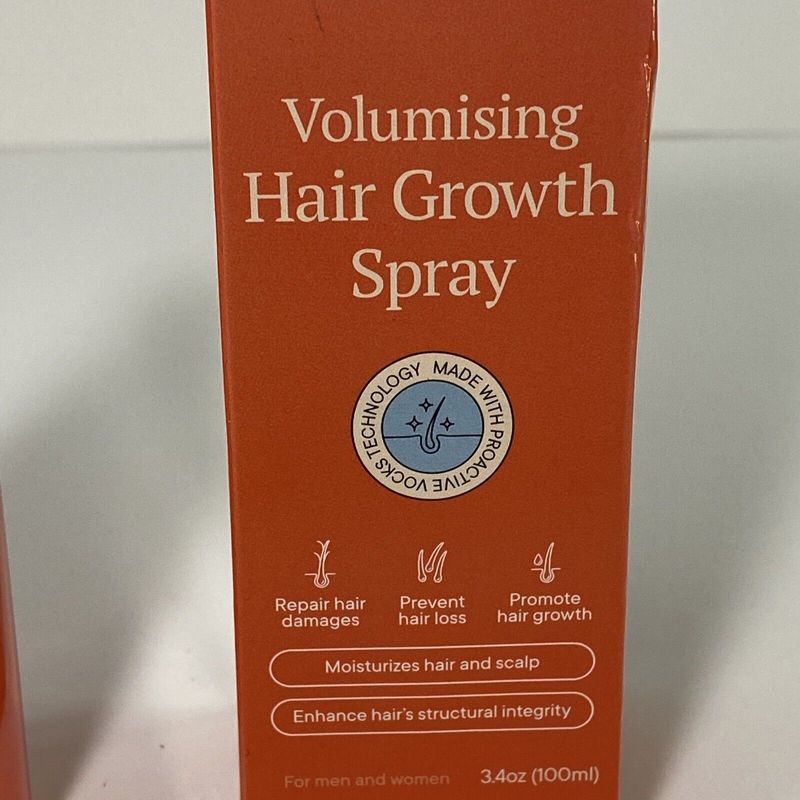 Volumising
Hair Growth
Spray
MADE WITH PROACTIVE VOCKS TECHNOLOGY
Repair hair damages
Prevent hair loss
Promote hair growth
Moisturizes hair and scalp
Enhance hair's structural integrity
For men and women
3.4oz (100ml)